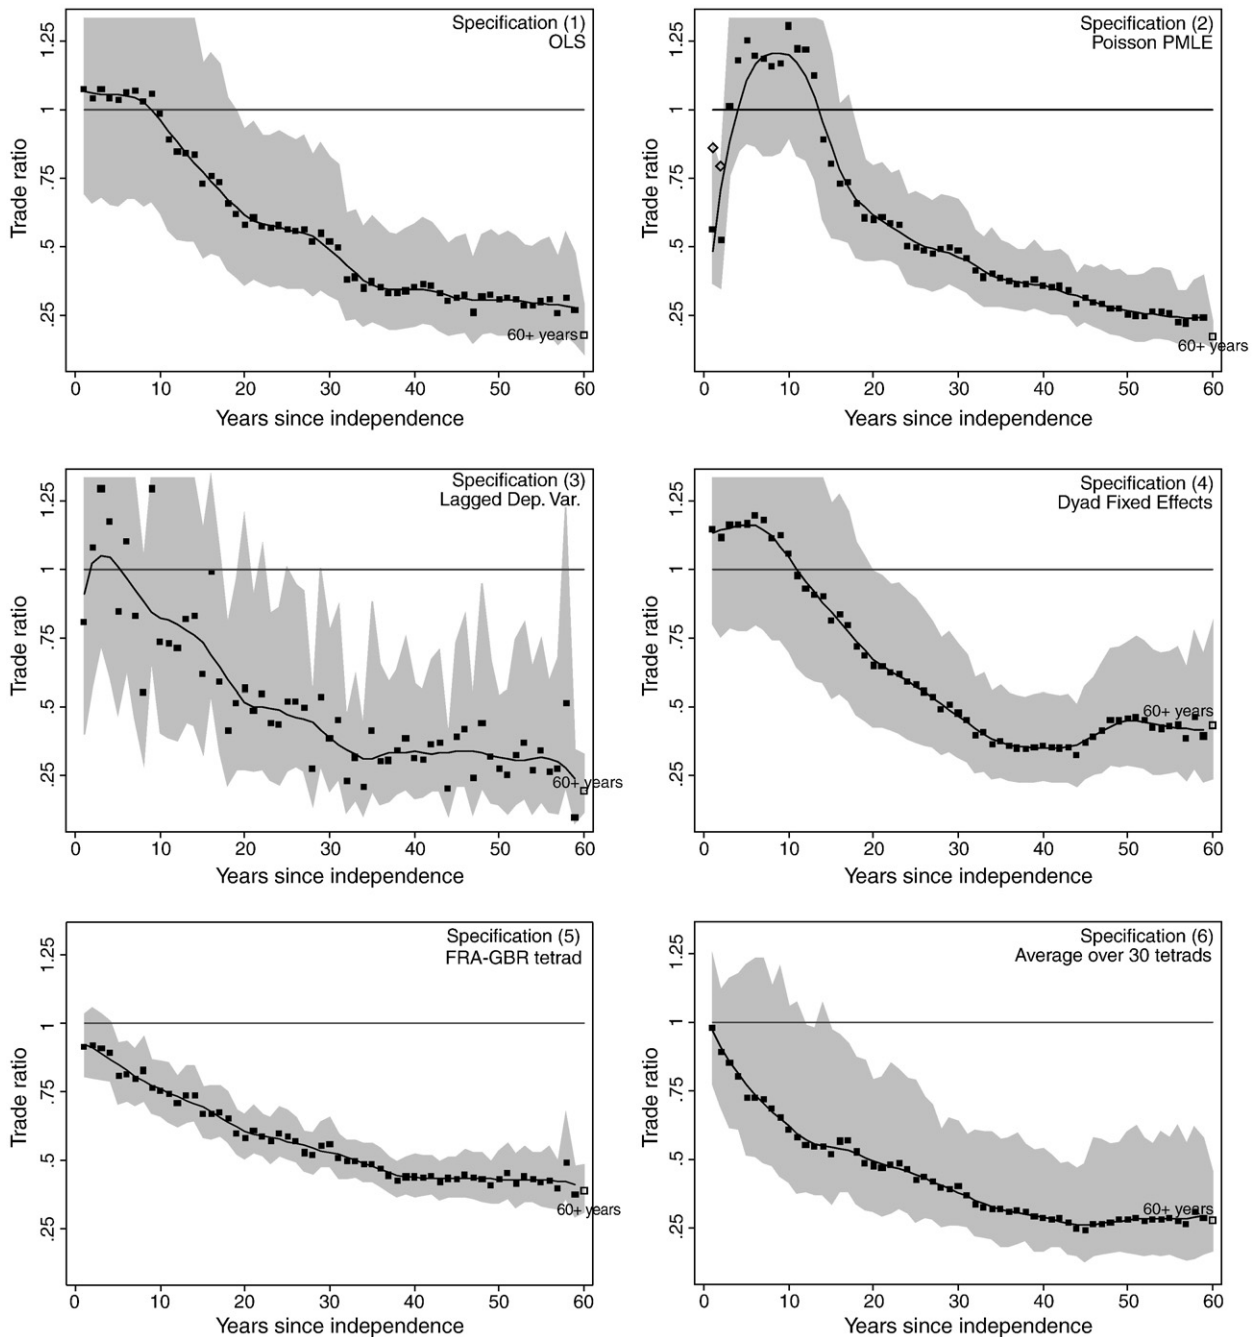 Specification (1)
OLS
Trade ratio
1.25
1
.75
.5
.25
60+ years
0 10 20 30 40 50 60
Years since independence
Specification (2)
Poisson PMLE
Trade ratio
1.25
1
.75
.5
.25
60+ years
0 10 20 30 40 50 60
Years since independence
Specification (3)
Lagged Dep. Var.
Trade ratio
1.25
1
.75
.5
.25
60+ years
0 10 20 30 40 50 60
Years since independence
Specification (4)
Dyad Fixed Effects
Trade ratio
1.25
1
.75
.5
.25
60+ years
0 10 20 30 40 50 60
Years since independence
Specification (5)
FRA-GBR tetrad
Trade ratio
1.25
1
.75
.5
.25
60+ years
0 10 20 30 40 50 60
Years since independence
Specification (6)
Average over 30 tetrads
Trade ratio
1.25
1
.75
.5
.25
60+ years
0 10 20 30 40 50 60
Years since independence